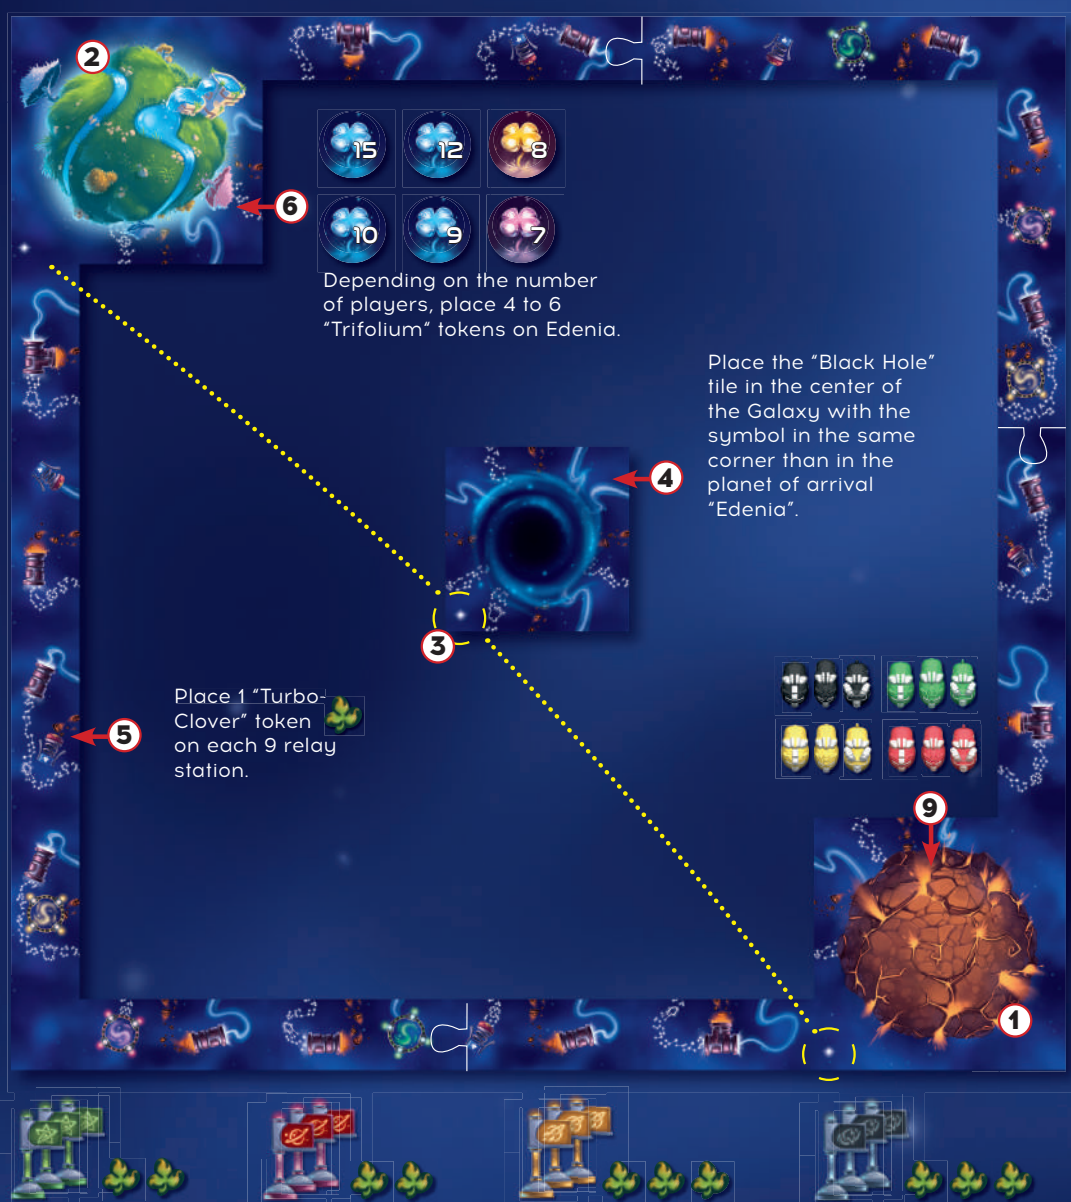 2
15
12
8
6
10
9
7
Depending on the number
of players, place 4 to 6
“Trifolium“ tokens on Edenia.
Place the “Black Hole”
tile in the center of
the Galaxy with the
symbol in the same
corner than in the
planet of arrival
“Edenia”.
4
3
Place 1 “Turbo-
Clover” token
on each 9 relay
station.
5
9
1